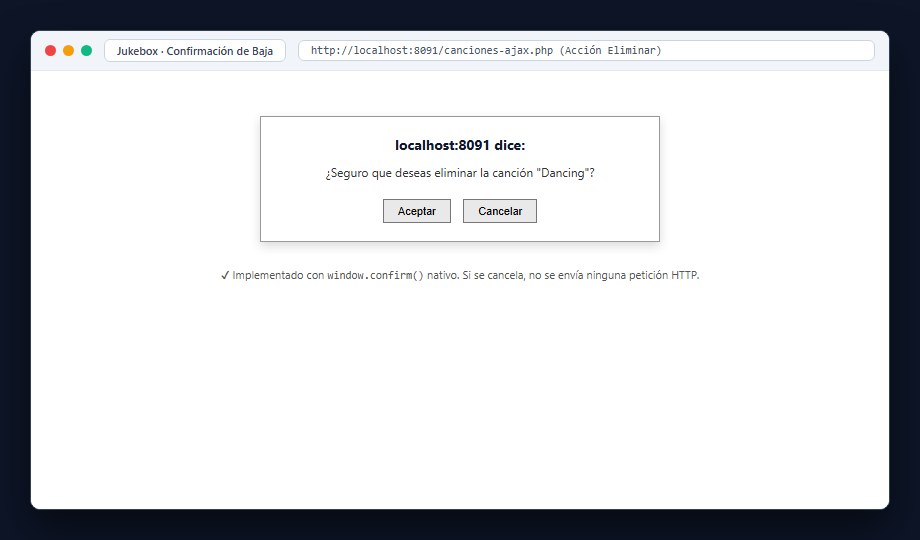 Jukebox · Confirmación de Baja
http://localhost:8091/canciones-ajax.php (Acción Eliminar)
localhost:8091 dice:
¿Seguro que deseas eliminar la canción "Dancing"?
Aceptar
Cancelar
✓ Implementado con window.confirm() nativo. Si se cancela, no se envía ninguna petición HTTP.